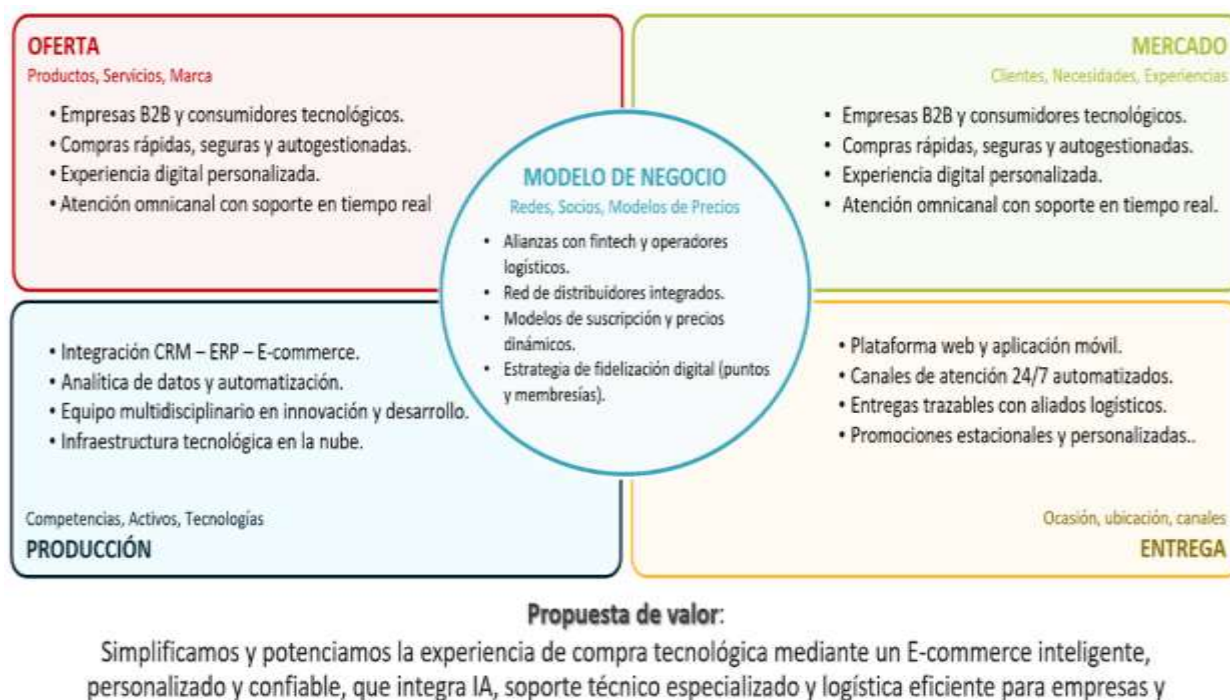 OFERTA
Productos, Servicios, Marca
• Empresas B2B y consumidores tecnológicos.
• Compras rápidas, seguras y autogestionadas.
• Experiencia digital personalizada.
• Atención omnicanal con soporte en tiempo real
MERCADO
Clientes, Necesidades, Experiencias
• Empresas B2B y consumidores tecnológicos.
• Compras rápidas, seguras y autogestionadas.
• Experiencia digital personalizada.
• Atención omnicanal con soporte en tiempo real.
MODELO DE NEGOCIO
Redes, Socios, Modelos de Precios
• Alianzas con fintech y operadores
logísticos.
• Red de distribuidores integrados.
• Modelos de suscripción y precios
dinámicos.
• Estrategia de fidelización digital (puntos
y membresías).
• Integración CRM – ERP – E-commerce.
• Analítica de datos y automatización.
• Equipo multidisciplinario en innovación y desarrollo.
• Infraestructura tecnológica en la nube.
Competencias, Activos, Tecnologías
PRODUCCIÓN
• Plataforma web y aplicación móvil.
• Canales de atención 24/7 automatizados.
• Entregas trazables con aliados logísticos.
• Promociones estacionales y personalizadas..
Ocasión, ubicación, canales
ENTREGA
Propuesta de valor:
Simplificamos y potenciamos la experiencia de compra tecnológica mediante un E-commerce inteligente,
personalizado y confiable, que integra IA, soporte técnico especializado y logística eficiente para empresas y